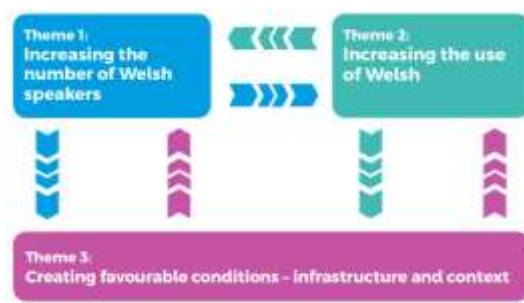 Theme 1:
Increasing the
number of Welsh
speakers
Theme 2:
Increasing the use
of Welsh
Theme 3:
Creating favourable conditions – infrastructure and context